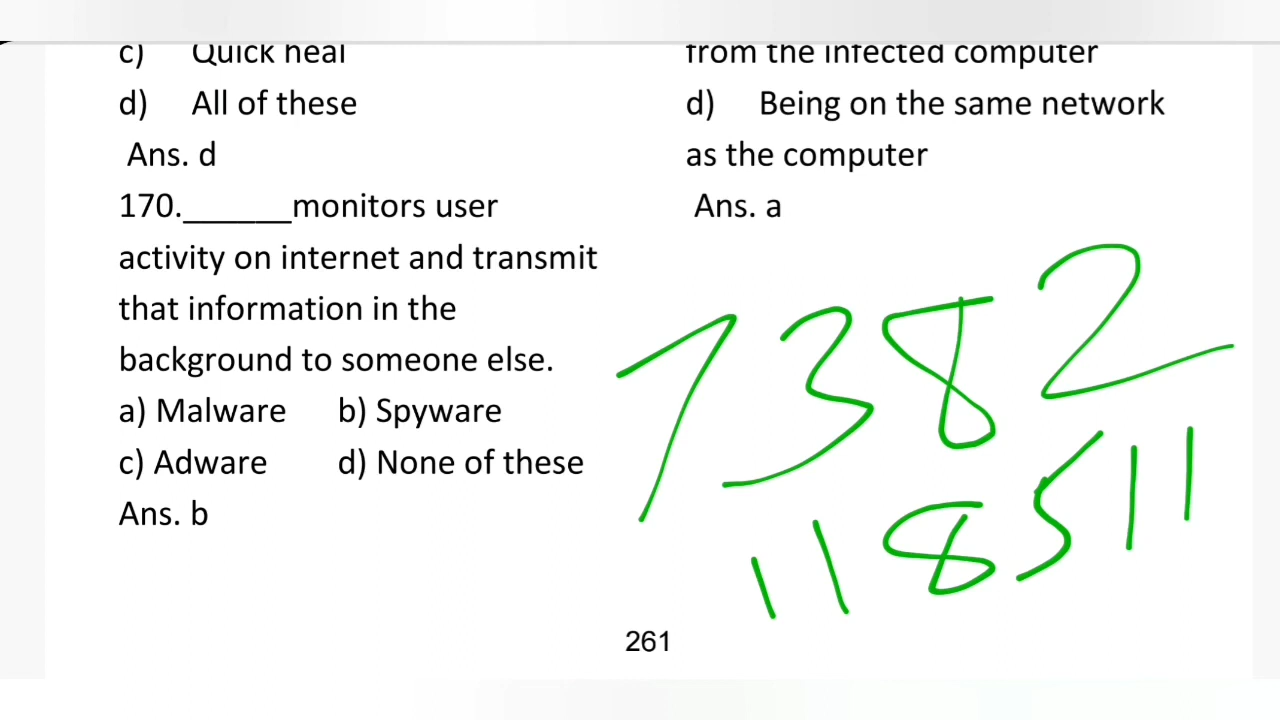 c) Quick heal
d) All of these
Ans. d
170.______monitors user
activity on internet and transmit
that information in the
background to someone else.
a) Malware b) Spyware
c) Adware d) None of these
Ans. b
from the infected computer
d) Being on the same network
as the computer
Ans. a
7382
118511
261